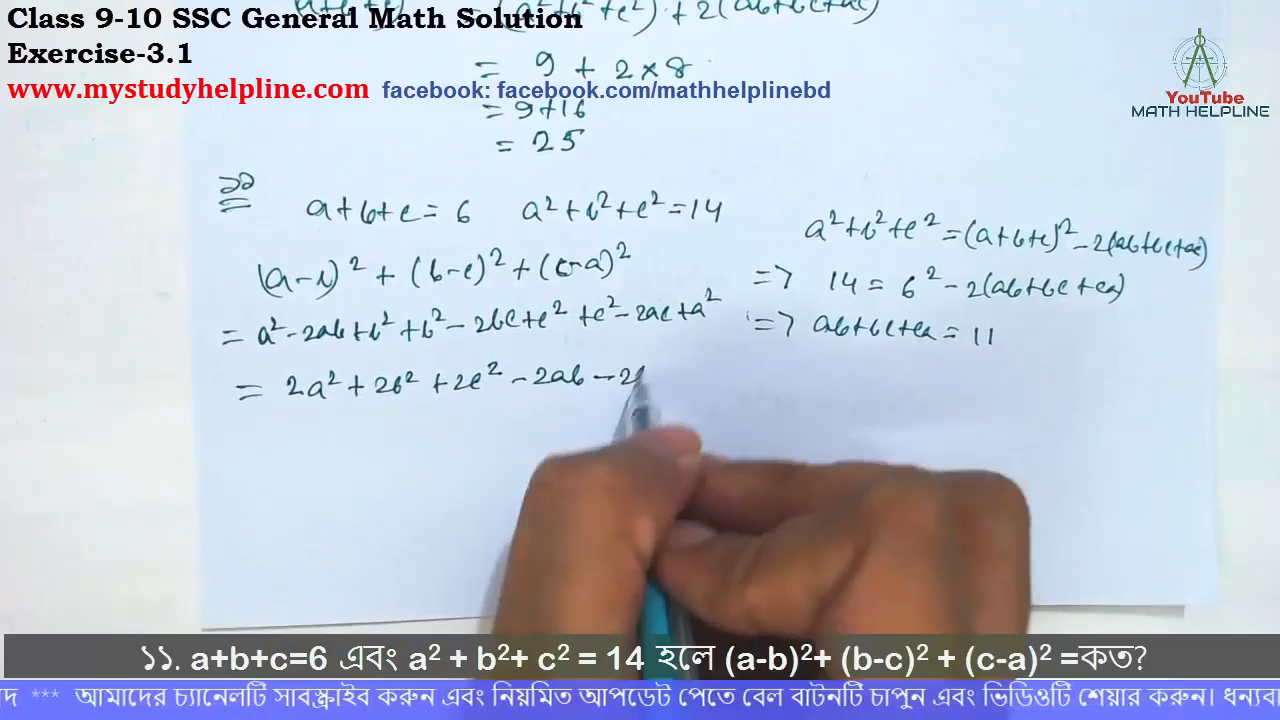 Class 9-10 SSC General Math Solution
Exercise-3.1
www.mystudyhelpline.com facebook: facebook.com/mathhelplinebd
YouTube
MATH HELPLINE
= 9 + 2 × 8
= 9+16
= 25
১১
a+b+c = 6 a² + b² + c² = 14
(a-b)² + (b-c)² + (c-a)²
= a² - 2ab + b² + b² - 2bc + c² + c² - 2ac + a²
= 2a² + 2b² + 2c² - 2ab - 2
a² + b² + c² = (a+b+c)² - 2(ab+bc+ac)
=> 14 = 6² - 2(ab+bc+ca)
=> ab+bc+ca = 11
১১. a+b+c=6 এবং a² + b²+ c² = 14 হলে (a-b)²+ (b-c)² + (c-a)² =কত?
*** আমাদের চ্যানেলটি সাবস্ক্রাইব করুন এবং নিয়মিত আপডেট পেতে বেল বাটনটি চাপুন এবং ভিডিওটি শেয়ার করুন।